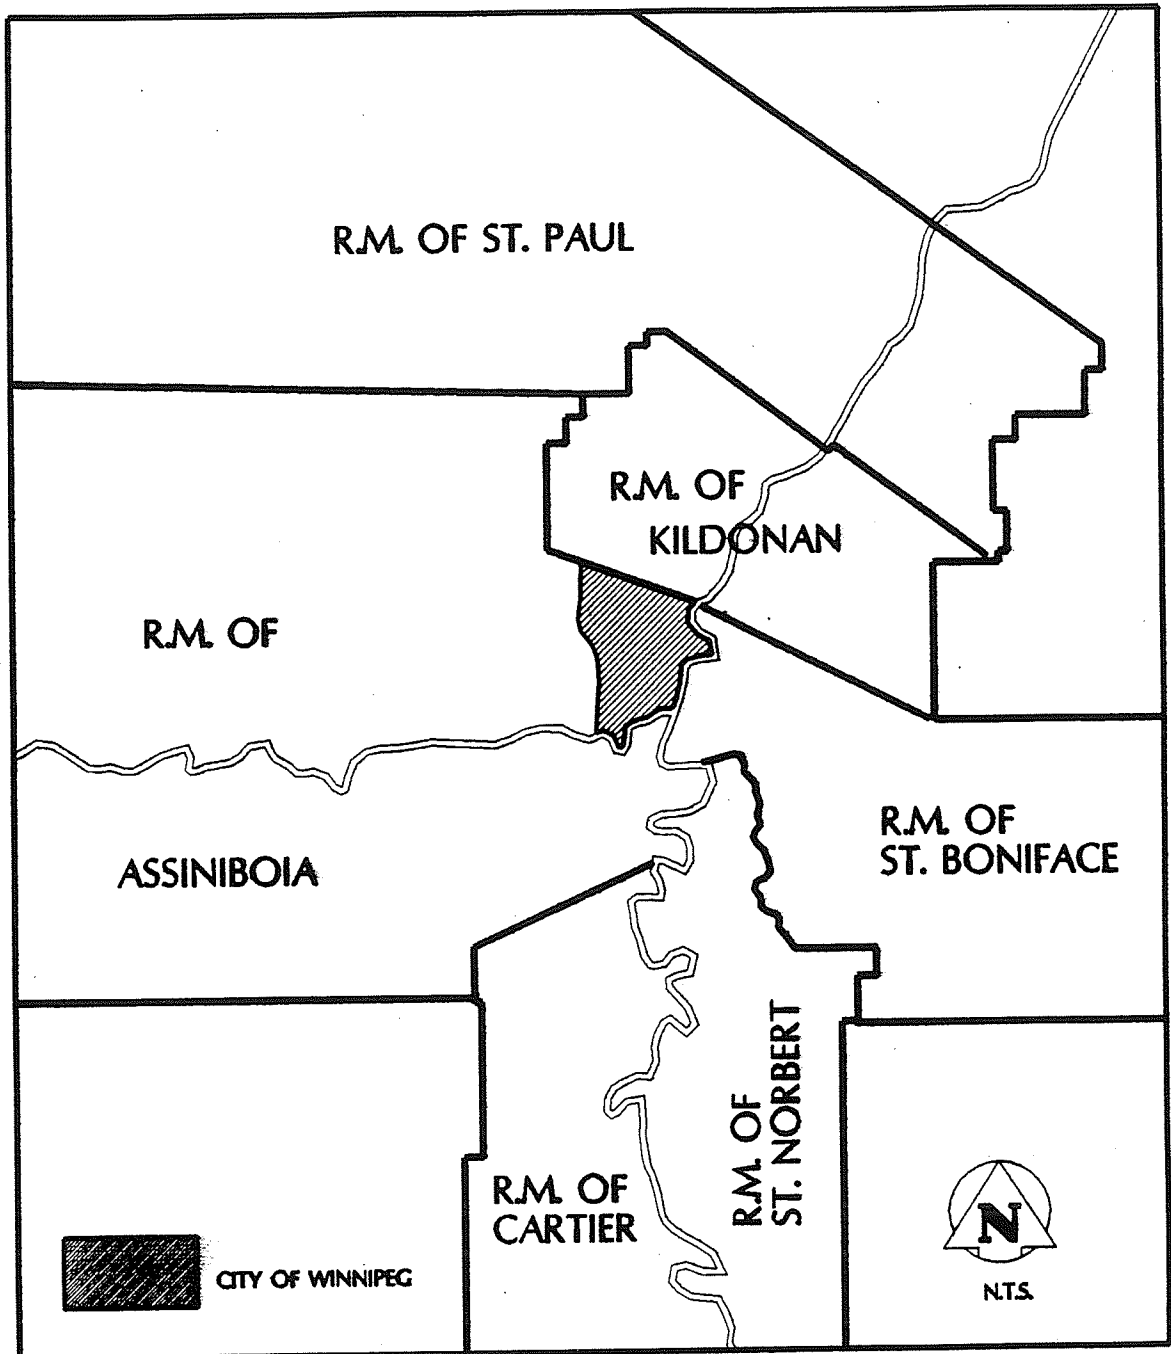 R.M. OF ST. PAUL
R.M. OF
KILDONAN
R.M. OF
ASSINIBOIA
R.M. OF
ST. BONIFACE
R.M. OF
ST. NORBERT
R.M. OF
CARTIER
CITY OF WINNIPEG
N
N.T.S.